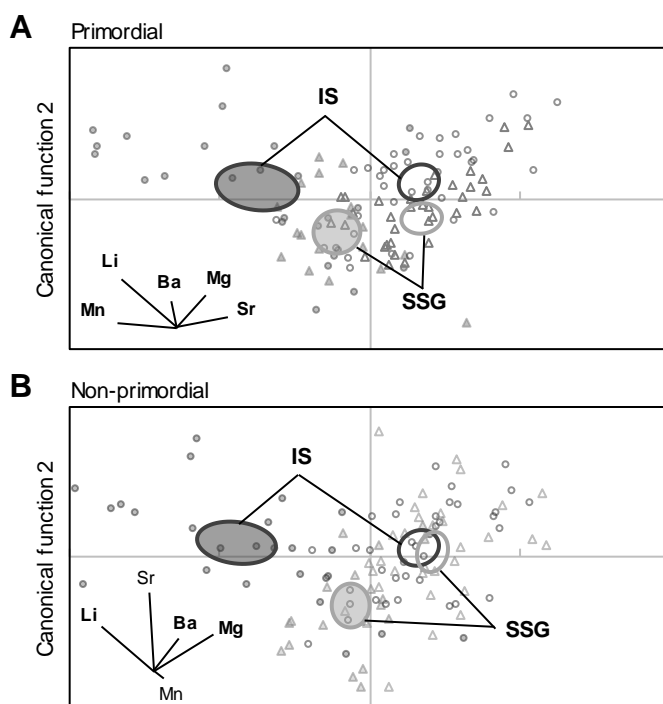 A
Primordial
IS
Canonical function 2
Li
Ba
Mg
Mn
Sr
SSG
B
Non-primordial
IS
Canonical function 2
Sr
Li
Ba
Mg
SSG
Mn